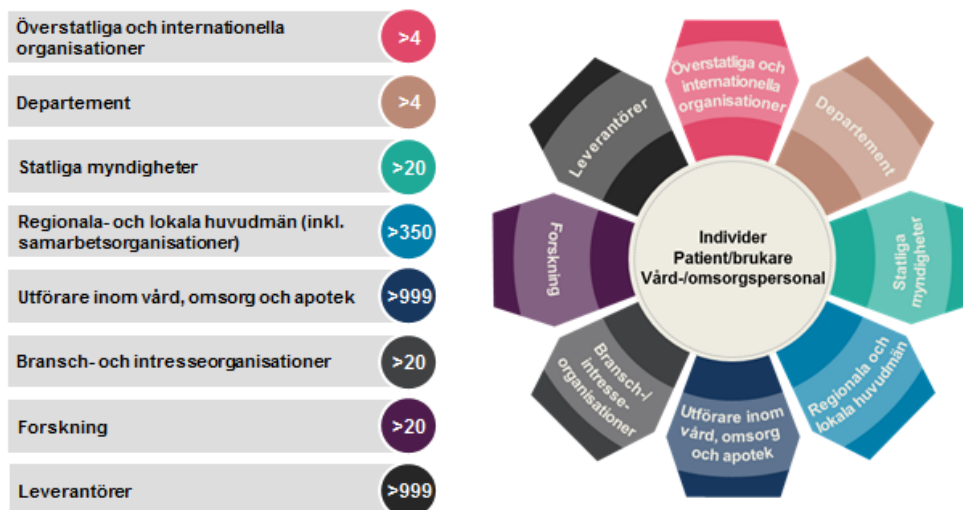 Överstatliga och internationella
organisationer
>4
Departement
>4
Statliga myndigheter
>20
Regionala- och lokala huvudmän (inkl.
samarbetsorganisationer)
>350
Utförare inom vård, omsorg och apotek
>999
Bransch- och intresseorganisationer
>20
Forskning
>20
Leverantörer
>999
Överstatliga och
internationella
organisationer
Departement
Statliga
myndigheter
Regionala och
lokala huvudmän
Utförare inom
vård, omsorg
och apotek
Bransch-/
intresse-
organisationer
Forskning
Leverantörer
Individer
Patient/brukare
Vård-/omsorgspersonal